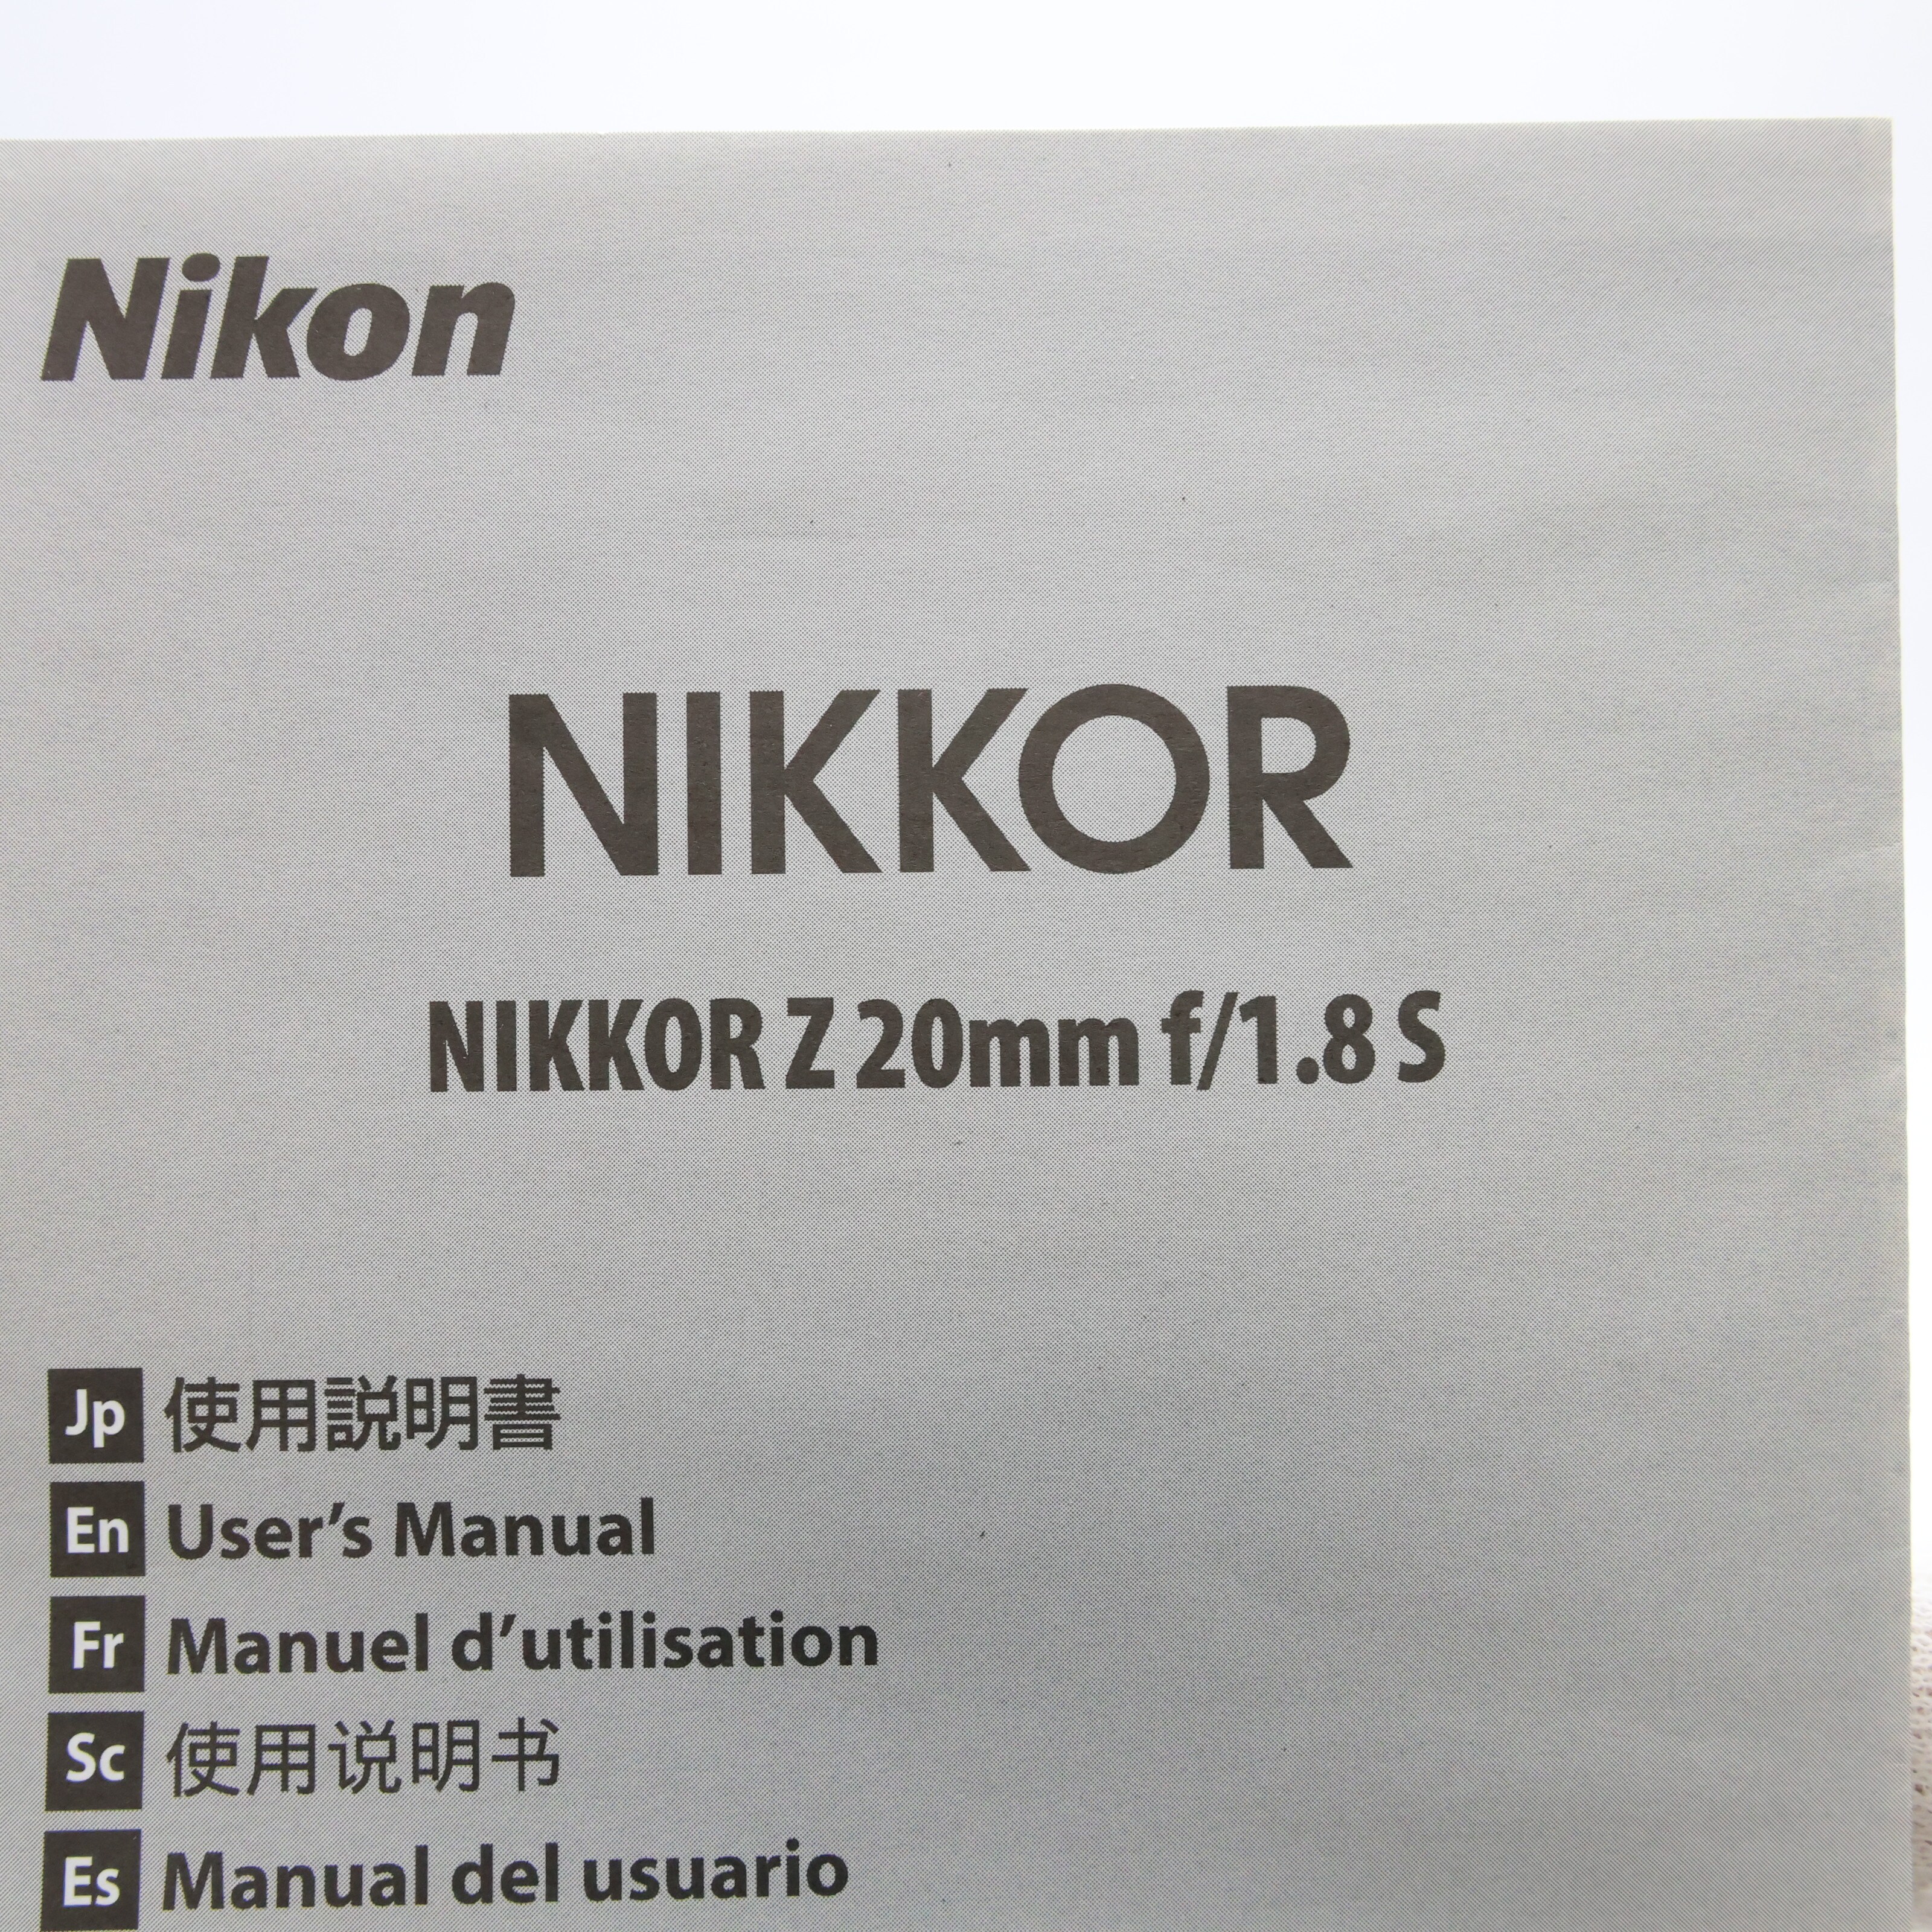 Nikon
NIKKOR
NIKKOR Z 20mm f/1.8 S
Jp 使用説明書
En User’s Manual
Fr Manuel d’utilisation
Sc 使用说明书
Es Manual del usuario